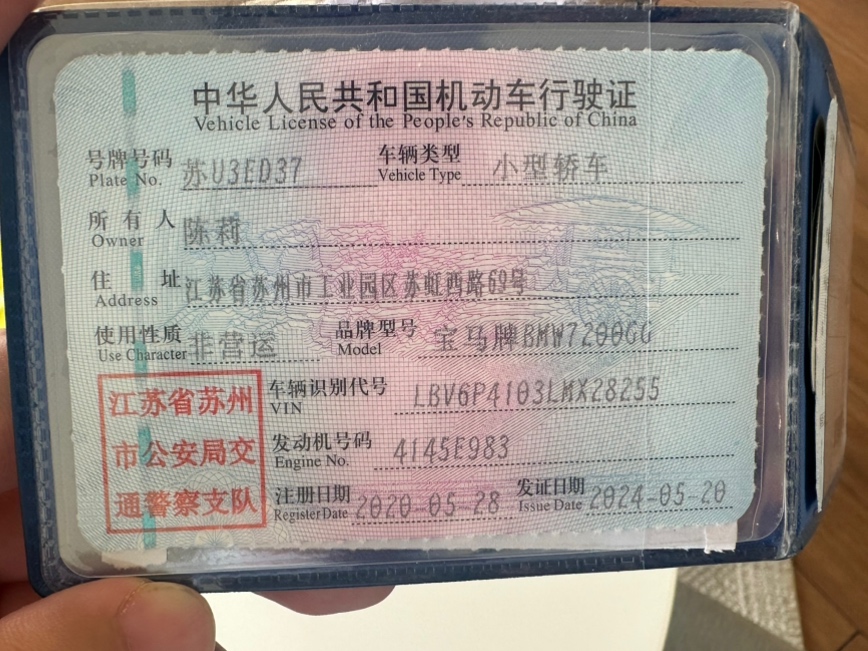 中华人民共和国机动车行驶证
Vehicle License of the People's Republic of China
号牌号码 苏U3ED37 车辆类型 小型轿车
Plate No. Vehicle Type
所有人 陈莉
Owner
住址 江苏省苏州市工业园区苏虹西路69号
Address
使用性质 非营运 品牌型号 宝马牌BMW7200GG
Use Character Model
江苏省苏州
市公安局交
通警察支队
车辆识别代号 LBV6P4103LMX28255
VIN
发动机号码 4145E983
Engine No.
注册日期 2020-05-28 发证日期 2024-05-20
Register Date Issue Date